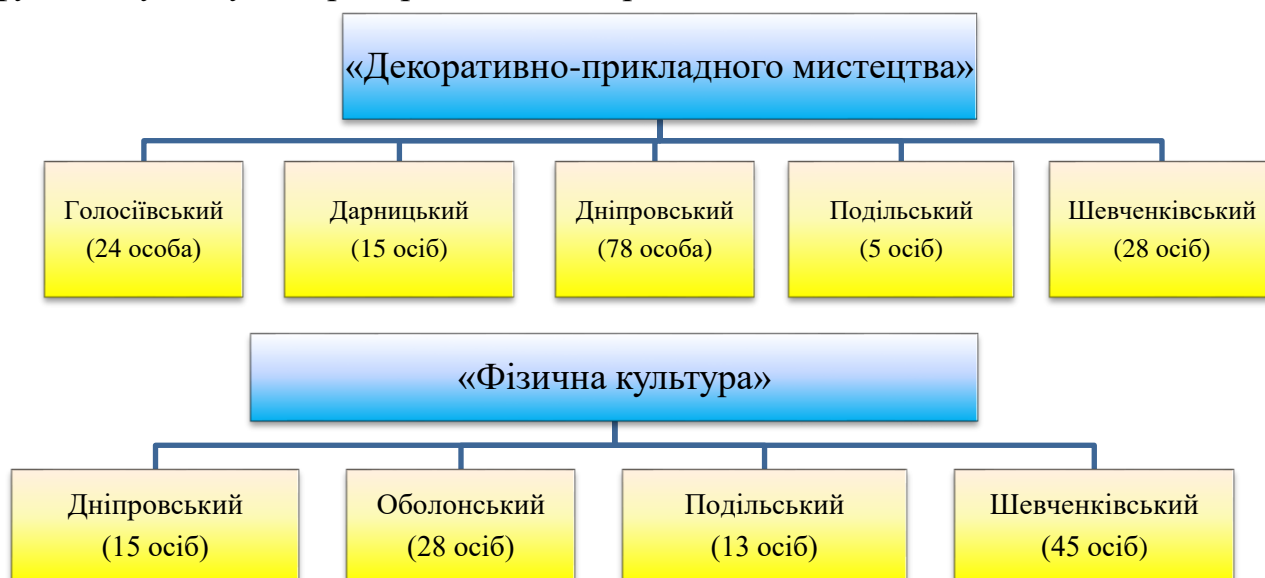 «Декоративно-прикладного мистецтва»
Голосіївський
(24 особа)
Дарницький
(15 осіб)
Дніпровський
(78 особа)
Подільський
(5 осіб)
Шевченківський
(28 осіб)
«Фізична культура»
Дніпровський
(15 осіб)
Оболонський
(28 осіб)
Подільський
(13 осіб)
Шевченківський
(45 осіб)